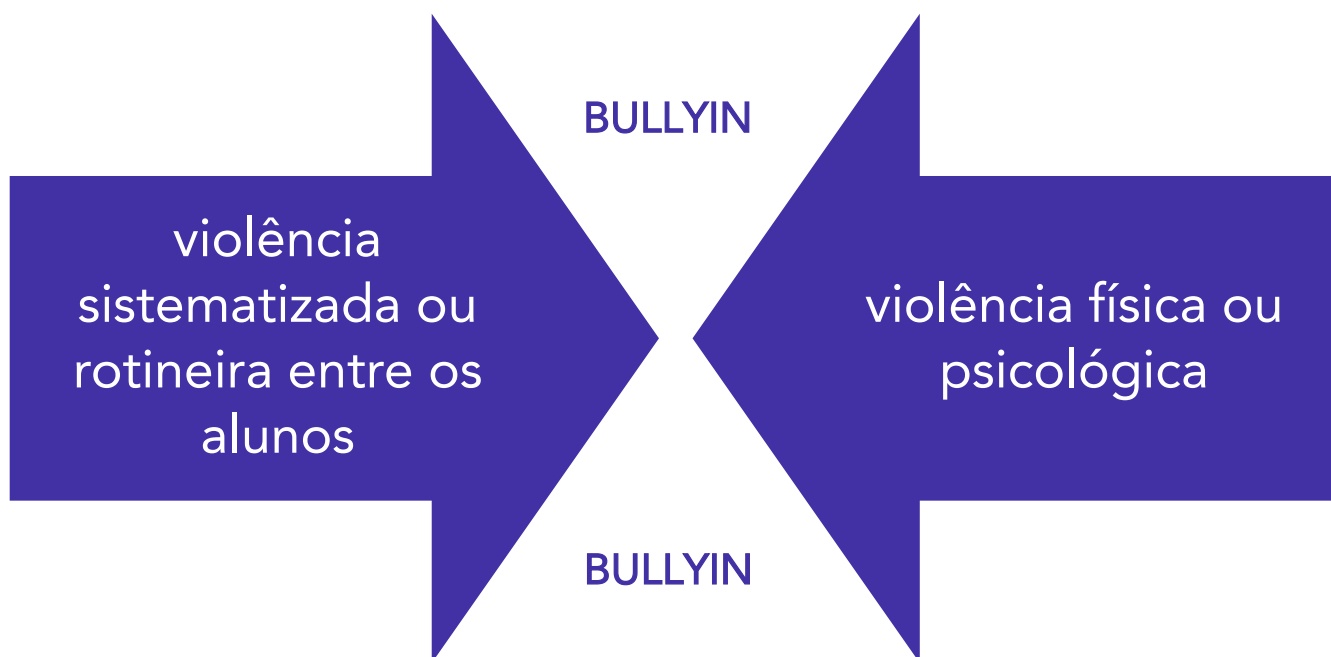 BULLYIN
violência
sistematizada ou
rotineira entre os
alunos
violência física ou
psicológica
BULLYIN